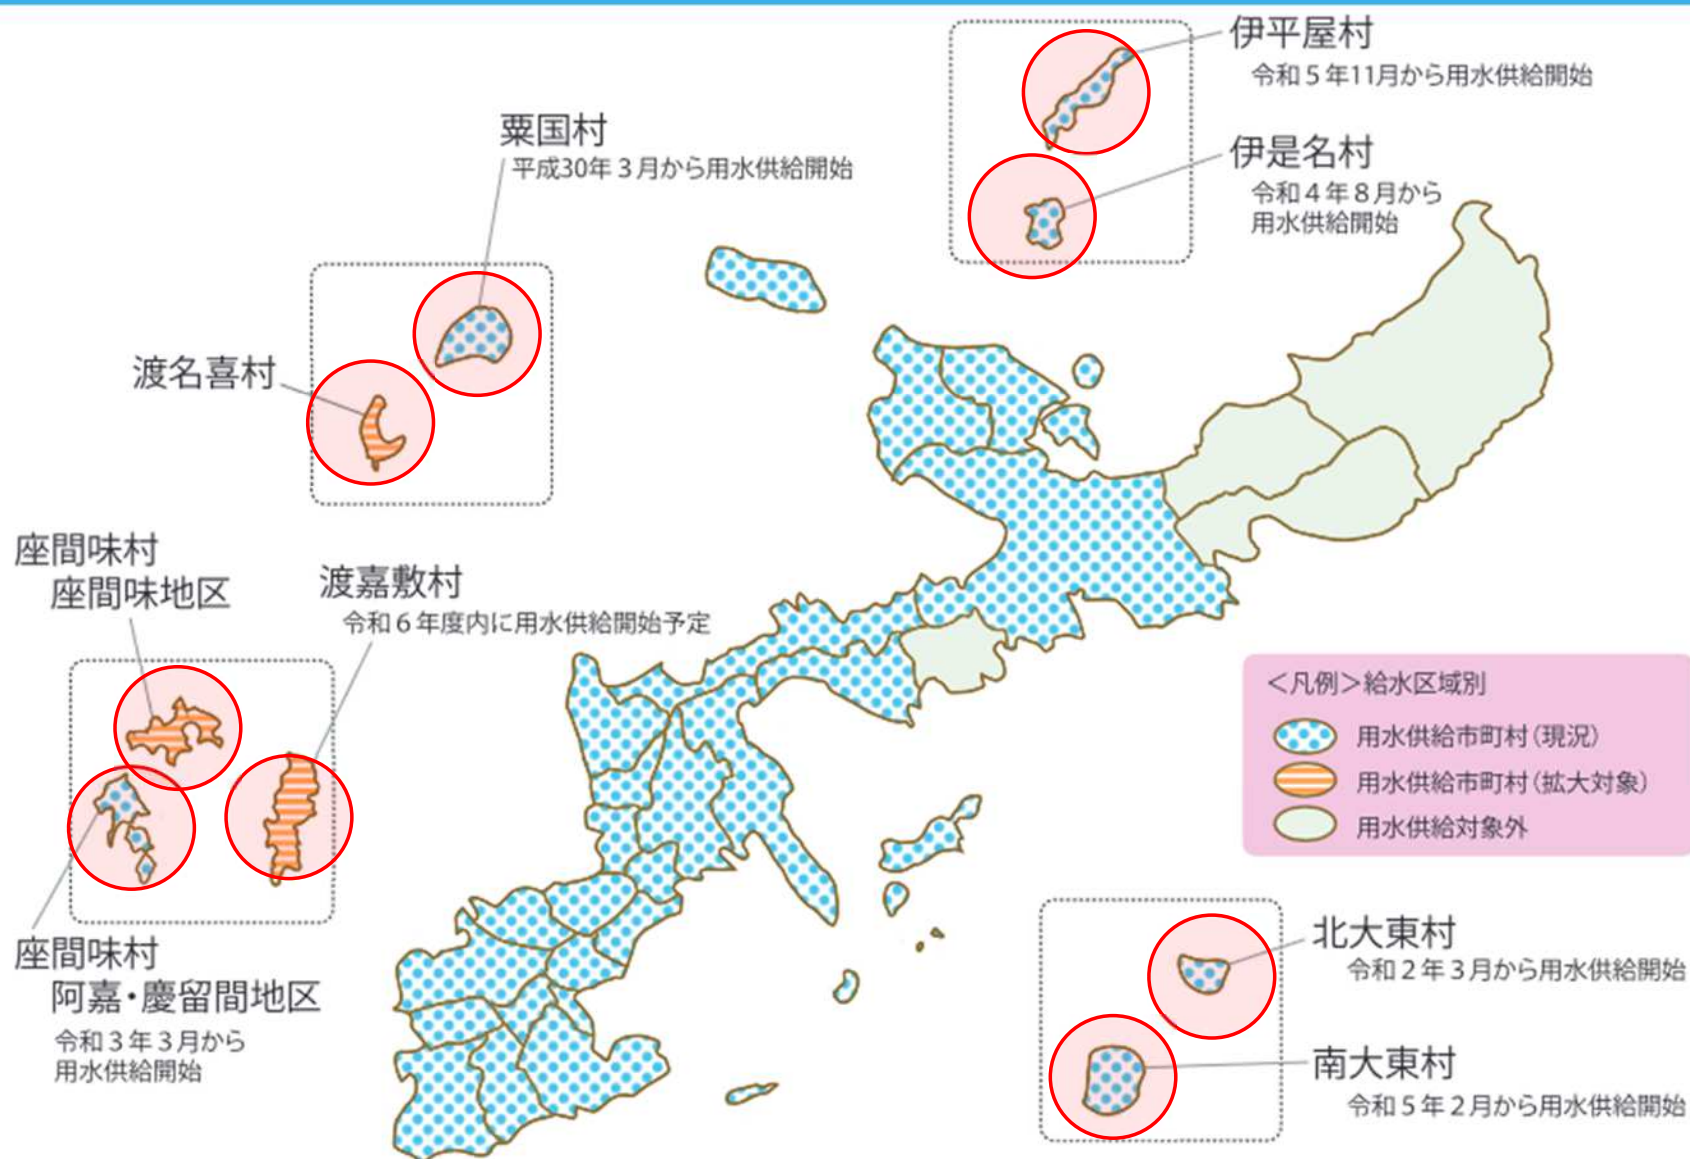 伊平屋村
令和５年11月から用水供給開始
伊是名村
令和４年８月から
用水供給開始
粟国村
平成30年３月から用水供給開始
渡名喜村
座間味村
座間味地区
渡嘉敷村
令和６年度内に用水供給開始予定
座間味村
阿嘉・慶留間地区
令和３年３月から
用水供給開始
＜凡例＞給水区域別
用水供給市町村（現況）
用水供給市町村（拡大対象）
用水供給対象外
北大東村
令和２年３月から用水供給開始
南大東村
令和５年２月から用水供給開始